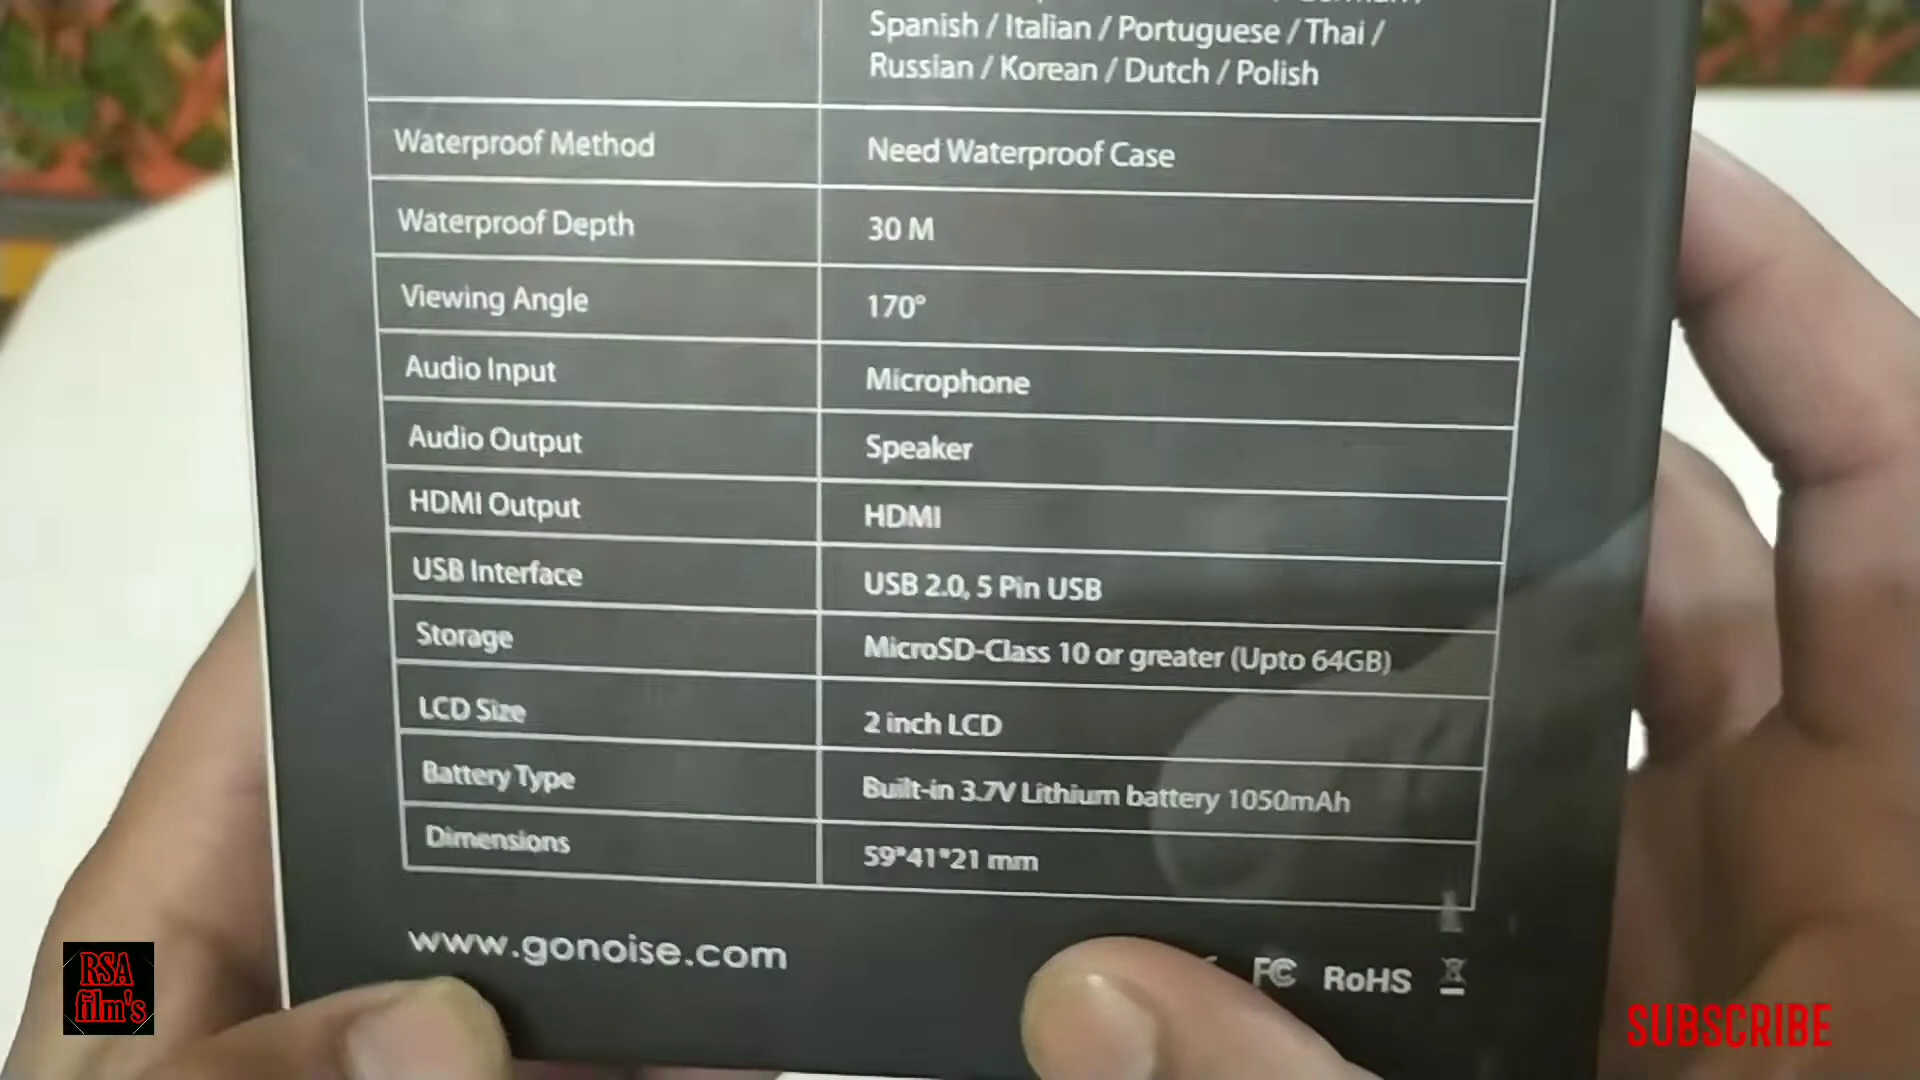 Spanish / Italian / Portuguese / Thai /
Russian / Korean / Dutch / Polish
Waterproof Method Need Waterproof Case
Waterproof Depth 30 M
Viewing Angle 170°
Audio Input Microphone
Audio Output Speaker
HDMI Output HDMI
USB Interface USB 2.0, 5 Pin USB
Storage MicroSD-Class 10 or greater (Upto 64GB)
LCD Size 2 inch LCD
Battery Type Built-in 3.7V Lithium battery 1050mAh
Dimensions 59*41*21 mm
www.gonoise.com FC RoHS
RSA
film's
SUBSCRIBE